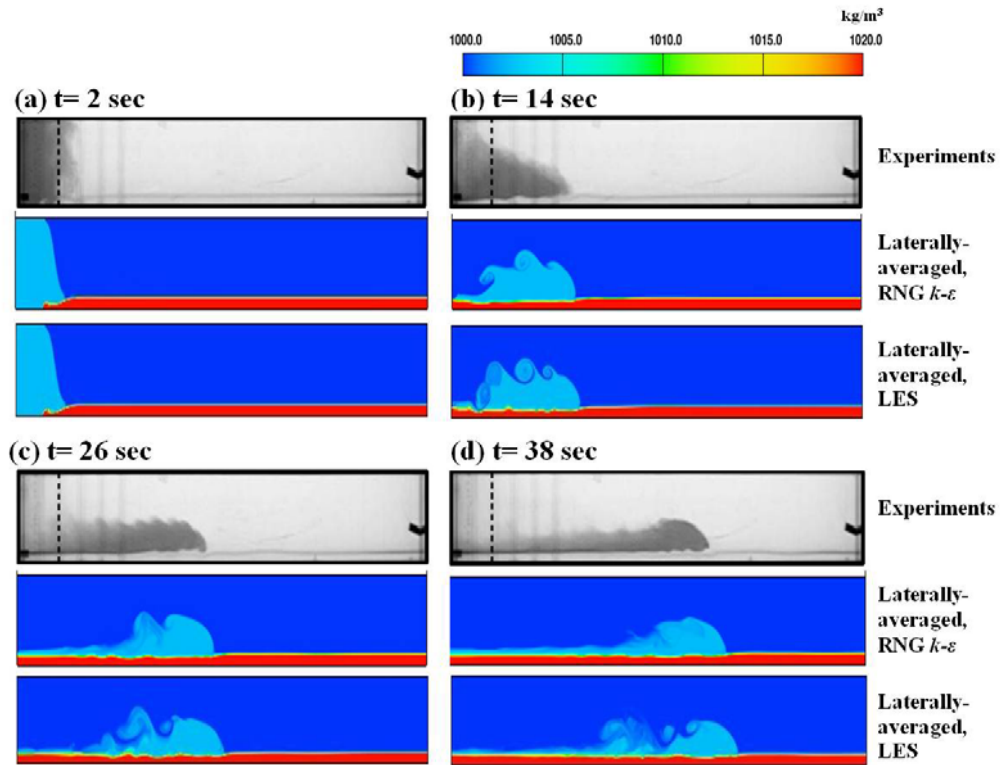 kg/m³
1000.0 1005.0 1010.0 1015.0 1020.0
(a) t= 2 sec
(b) t= 14 sec
Experiments
Laterally-
averaged,
RNG k-ε
Laterally-
averaged,
LES
(c) t= 26 sec
(d) t= 38 sec
Experiments
Laterally-
averaged,
RNG k-ε
Laterally-
averaged,
LES